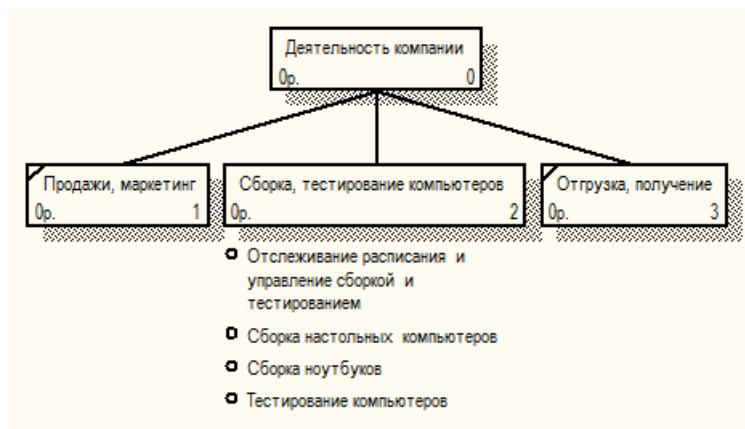 Деятельность компании
0р. 0
Продажи, маркетинг
0р. 1
Сборка, тестирование компьютеров
0р. 2
Отгрузка, получение
0р. 3
Отслеживание расписания и
управление сборкой и
тестированием
Сборка настольных компьютеров
Сборка ноутбуков
Тестирование компьютеров